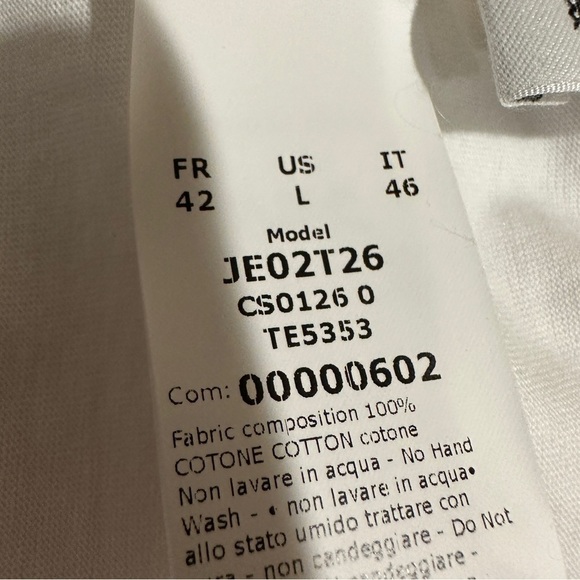 FR US IT
42 L 46
Model
JE02T26
CS0126 0
TE5353
Com: 00000602
Fabric composition 100%
COTONE COTTON cotone
Non lavare in acqua - No Hand
Wash - • non lavare in acqua•
allo stato umido trattare con
- non candeggiare - Do Not
candeggiare -